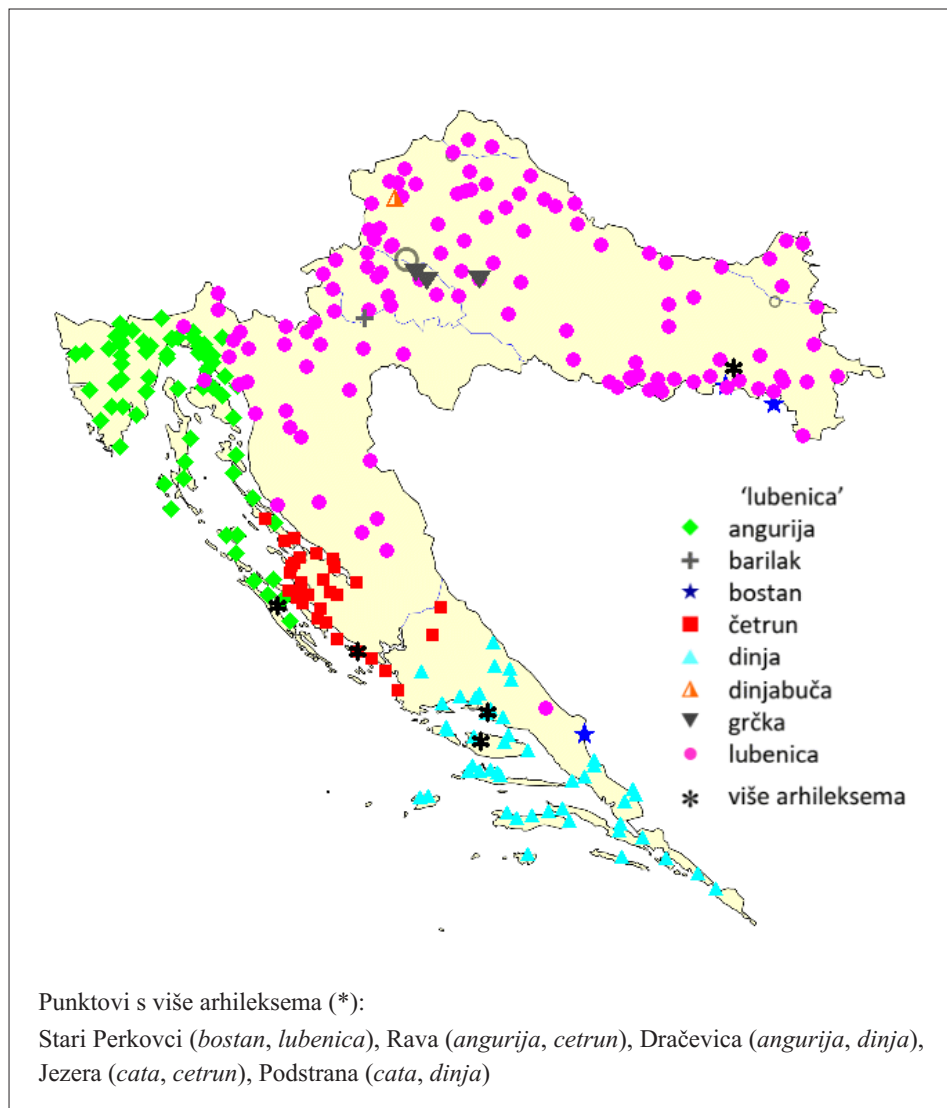 ‘lubenica’
angurija
barilak
bostan
četrun
dinja
dinjabuča
grčka
lubenica
više arhileksema
Punktovi s više arhileksema (*):
Stari Perkovci (bostan, lubenica), Rava (angurija, cetrun), Dračevica (angurija, dinja),
Jezera (cata, cetrun), Podstrana (cata, dinja)